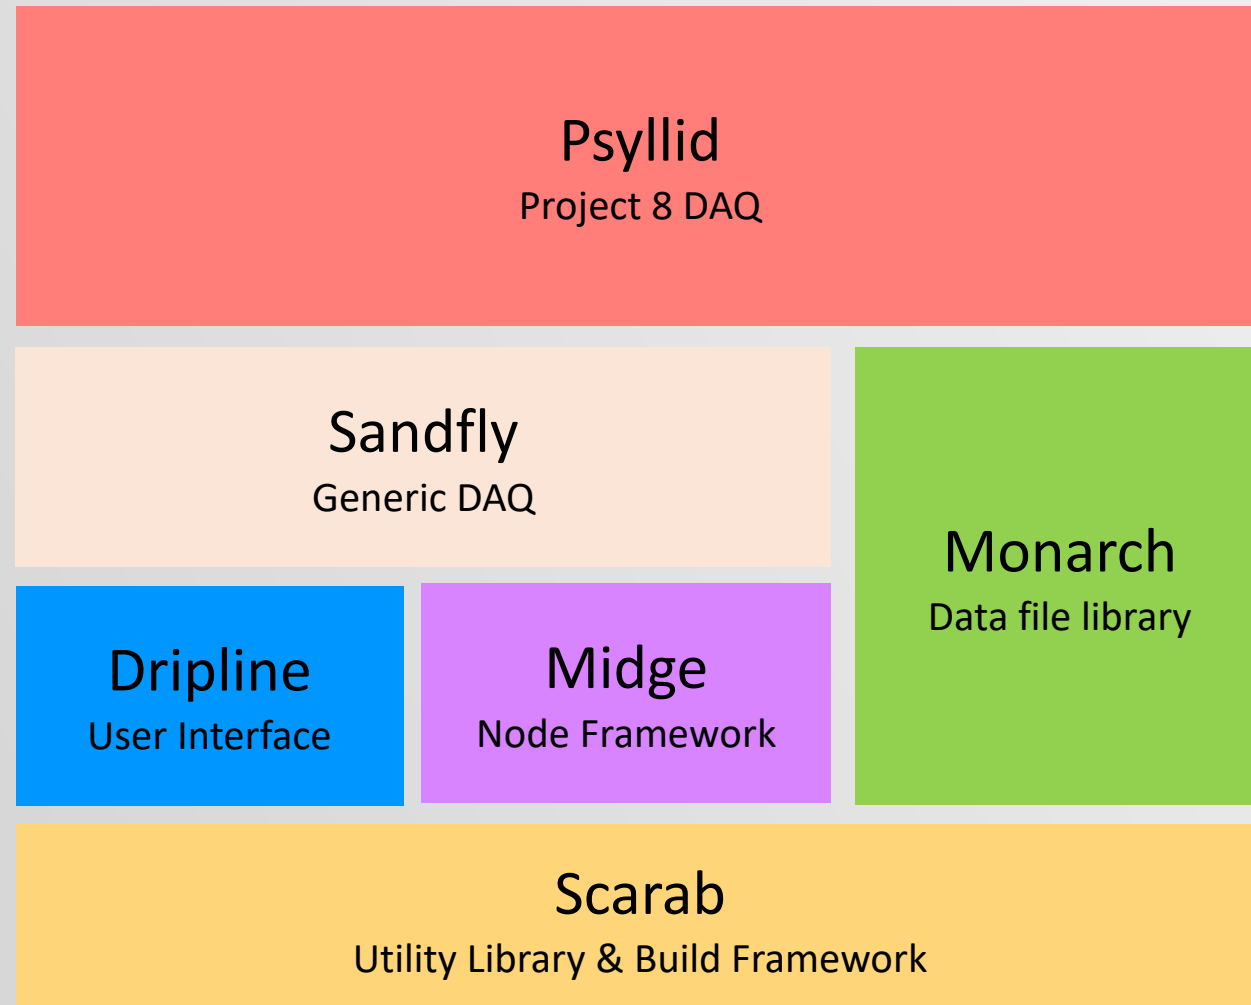 Psyllid
Project 8 DAQ
Sandfly
Generic DAQ
Monarch
Data file library
Dripline
User Interface
Midge
Node Framework
Scarab
Utility Library & Build Framework